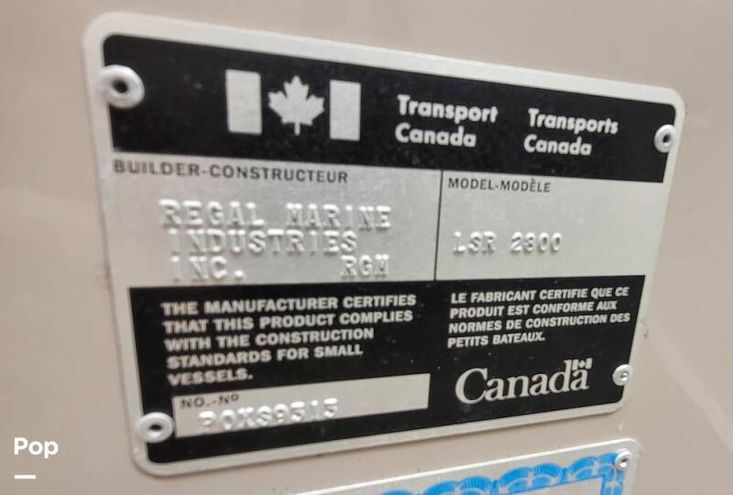 Transport Canada
Transports Canada
BUILDER-CONSTRUCTEUR
REGAL MARINE
INDUSTRIES
INC. RGM
MODEL-MODÈLE
LSR 2300
THE MANUFACTURER CERTIFIES
THAT THIS PRODUCT COMPLIES
WITH THE CONSTRUCTION
STANDARDS FOR SMALL
VESSELS.
LE FABRICANT CERTIFIE QUE CE
PRODUIT EST CONFORME AUX
NORMES DE CONSTRUCTION DES
PETITS BATEAUX.
NO.-Nº
Canada
Pop